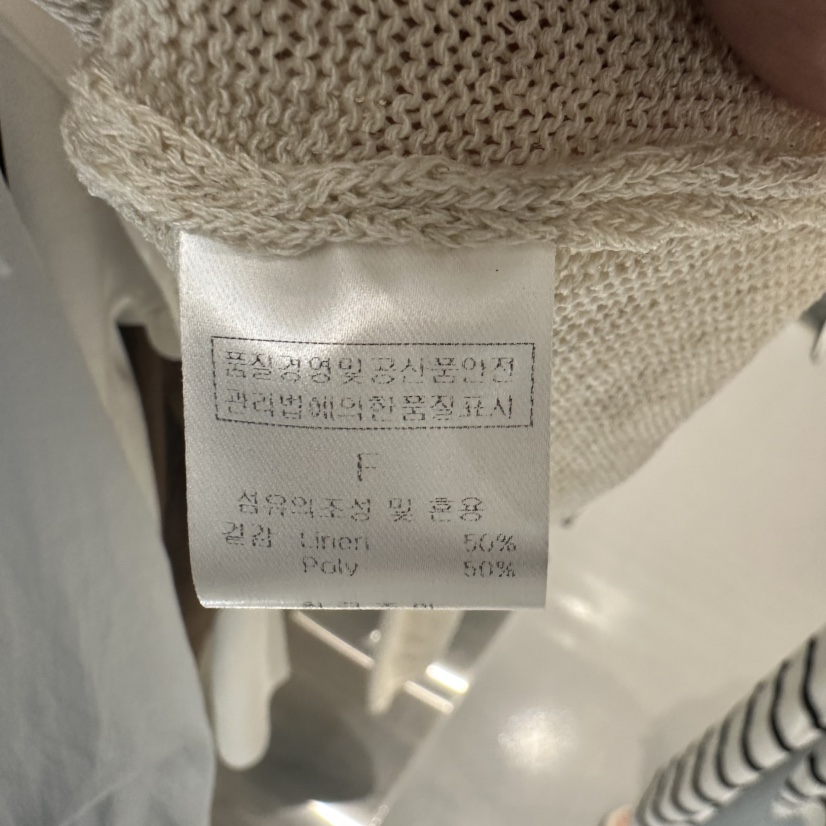 품질경영및공산품안전
관리법에의한품질표시
F
섬유의조성 및 혼용
겉감 Linen 50%
Poly 50%